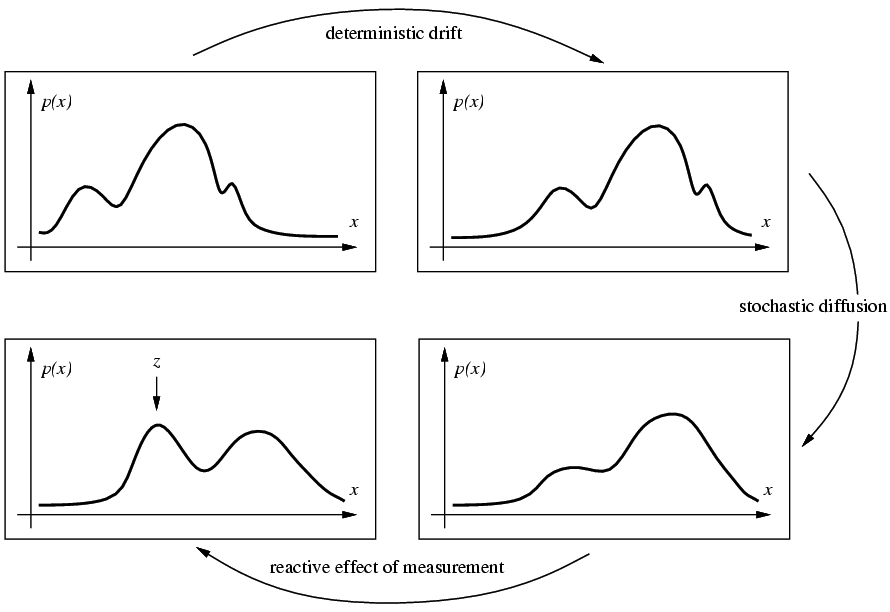 deterministic drift
p(x)
x
p(x)
x
stochastic diffusion
p(x)
z
x
p(x)
x
reactive effect of measurement